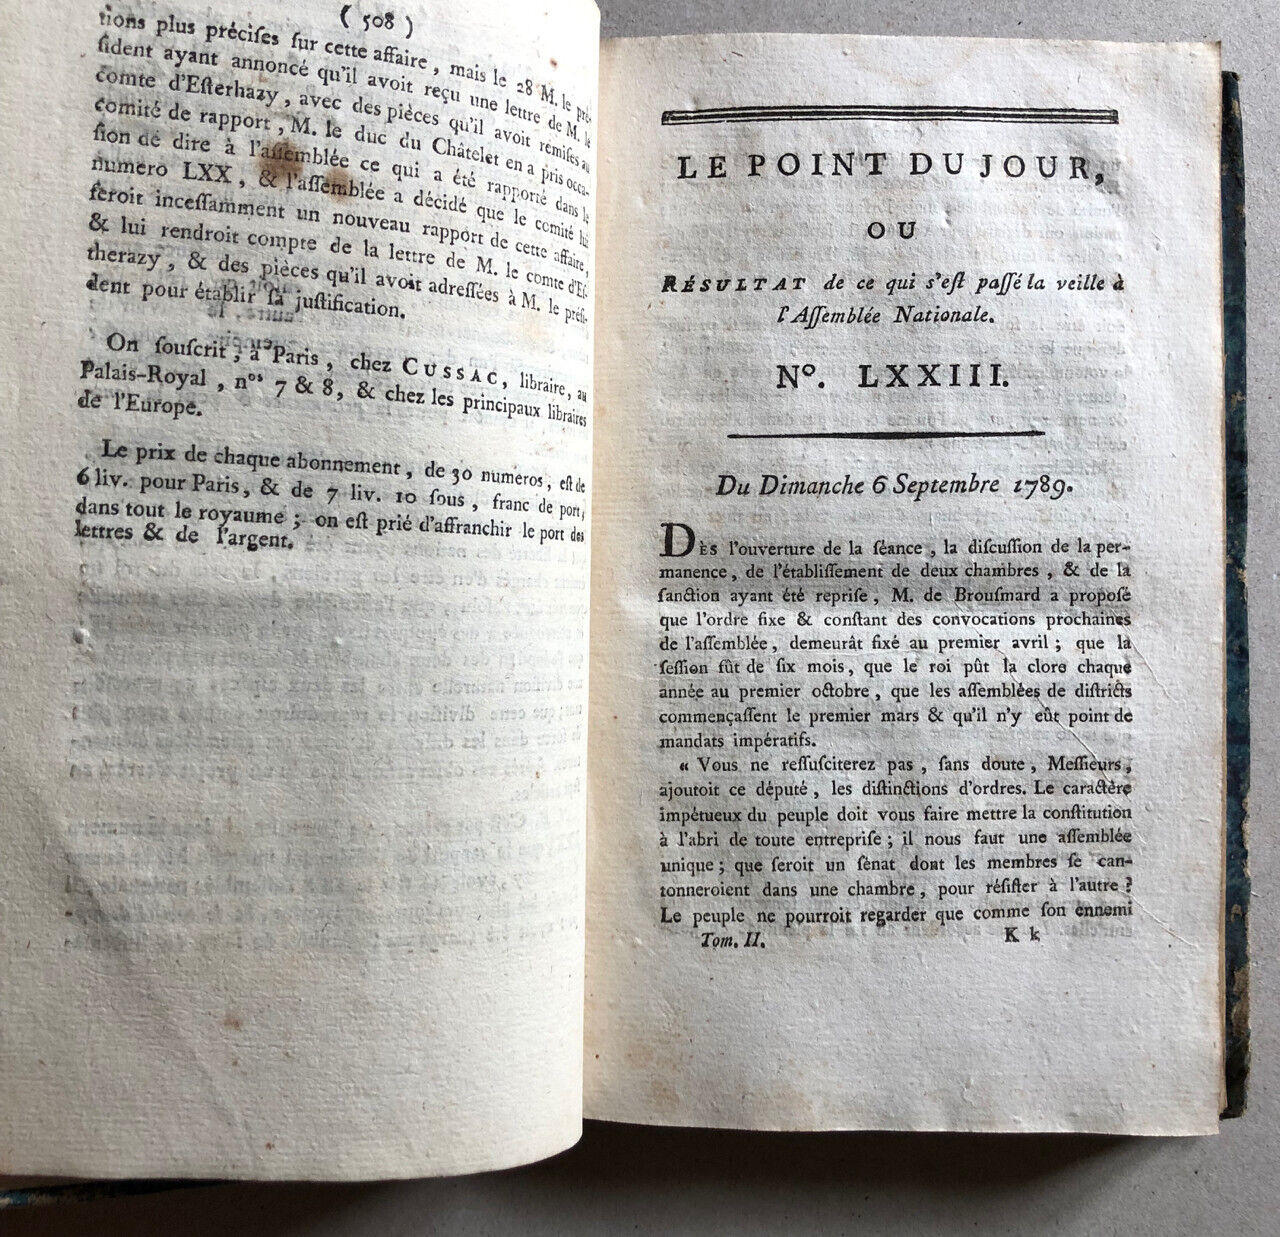 ( 508 )
tions plus préciſes ſur cette affaire, mais le 28 M. le pré-
ſident ayant annoncé qu'il avoit reçu une lettre de M. le
comte d'Eſterhazy, avec des pièces qu'il avoit remiſes au
comité de rapport, M. le duc du Châtelet en a pris occa-
ſion de dire à l'aſſemblée ce qui a été rapporté dans le
numero LXX, & l'aſſemblée a décidé que le comité lui
feroit inceſſamment un nouveau rapport de cette affaire,
& lui rendroit compte de la lettre de M. le comte d'Eſ-
therazy, & des pièces qu'il avoit adreſſées à M. le préſi-
dent pour établir ſa juſtification.
On ſouſcrit, à Paris, chez CUSSAC, libraire, au
Palais-Royal, nos 7 & 8, & chez les principaux libraires
de l'Europe.
Le prix de chaque abonnement, de 30 numeros, eſt de
6 liv. pour Paris, & de 7 liv. 10 ſous, franc de port,
dans tout le royaume; on eſt prié d'affranchir le port des
lettres & de l'argent.
LE POINT DU JOUR,
OU
RÉSULTAT de ce qui s'eſt paſſé la veille à
l'Aſſemblée Nationale.
Nº. LXXIII.
Du Dimanche 6 Septembre 1789.
DÈS l'ouverture de la ſéance, la diſcuſſion de la per-
manence, de l'établiſſement de deux chambres, & de la
ſanction ayant été repriſe, M. de Brouſmard a propoſé
que l'ordre fixe & conſtant des convocations prochaines
de l'aſſemblée, demeurât fixé au premier avril; que la
ſeſſion fût de ſix mois, que le roi pût la clore chaque
année au premier octobre, que les aſſemblées de diſtricts
commençaſſent le premier mars & qu'il n'y eût point de
mandats impératifs.
« Vous ne reſſuſciterez pas, ſans doute, Meſſieurs,
ajoutoit ce député, les diſtinctions d'ordres. Le caractère
impétueux du peuple doit vous faire mettre la conſtitution
à l'abri de toute entrepriſe; il nous faut une aſſemblée
unique; que ſeroit un ſénat dont les membres ſe can-
tonneroient dans une chambre, pour réſiſter à l'autre?
Le peuple ne pourroit regarder que comme ſon ennemi
Tom. II. K k